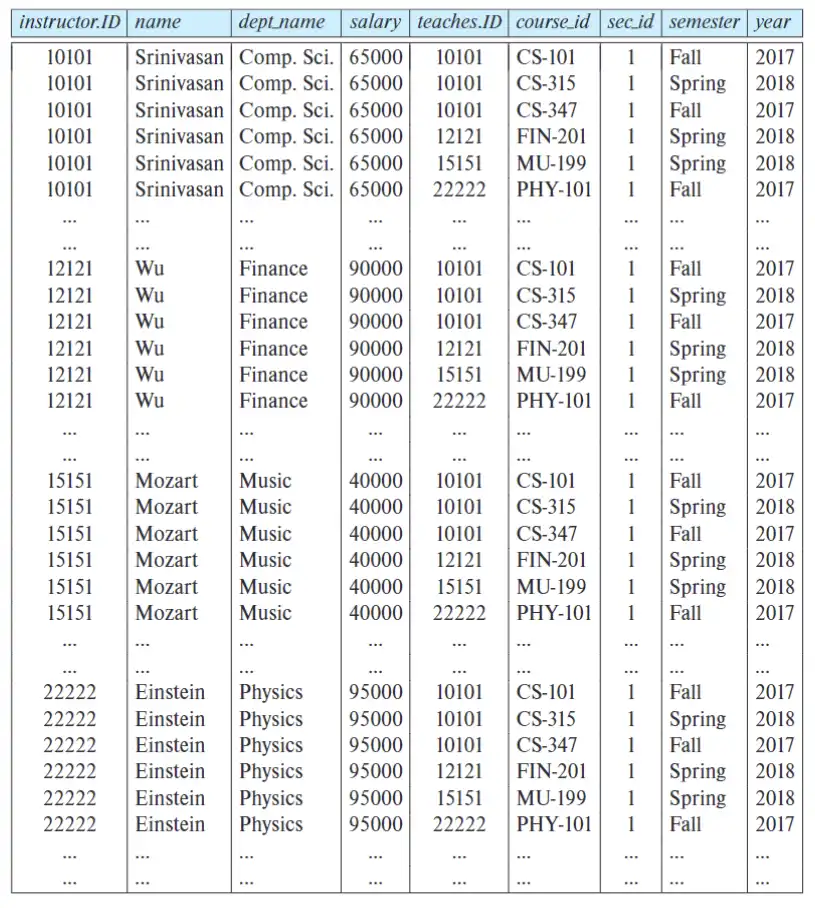 instructor.ID name dept_name salary teaches.ID course_id sec_id semester year
10101 Srinivasan Comp. Sci. 65000 10101 CS-101 1 Fall 2017
10101 Srinivasan Comp. Sci. 65000 10101 CS-315 1 Spring 2018
10101 Srinivasan Comp. Sci. 65000 10101 CS-347 1 Fall 2017
10101 Srinivasan Comp. Sci. 65000 12121 FIN-201 1 Spring 2018
10101 Srinivasan Comp. Sci. 65000 15151 MU-199 1 Spring 2018
10101 Srinivasan Comp. Sci. 65000 22222 PHY-101 1 Fall 2017
... ... ... ... ... ... ... ... ...
... ... ... ... ... ... ... ... ...
12121 Wu Finance 90000 10101 CS-101 1 Fall 2017
12121 Wu Finance 90000 10101 CS-315 1 Spring 2018
12121 Wu Finance 90000 10101 CS-347 1 Fall 2017
12121 Wu Finance 90000 12121 FIN-201 1 Spring 2018
12121 Wu Finance 90000 15151 MU-199 1 Spring 2018
12121 Wu Finance 90000 22222 PHY-101 1 Fall 2017
... ... ... ... ... ... ... ... ...
... ... ... ... ... ... ... ... ...
15151 Mozart Music 40000 10101 CS-101 1 Fall 2017
15151 Mozart Music 40000 10101 CS-315 1 Spring 2018
15151 Mozart Music 40000 10101 CS-347 1 Fall 2017
15151 Mozart Music 40000 12121 FIN-201 1 Spring 2018
15151 Mozart Music 40000 15151 MU-199 1 Spring 2018
15151 Mozart Music 40000 22222 PHY-101 1 Fall 2017
... ... ... ... ... ... ... ... ...
... ... ... ... ... ... ... ... ...
22222 Einstein Physics 95000 10101 CS-101 1 Fall 2017
22222 Einstein Physics 95000 10101 CS-315 1 Spring 2018
22222 Einstein Physics 95000 10101 CS-347 1 Fall 2017
22222 Einstein Physics 95000 12121 FIN-201 1 Spring 2018
22222 Einstein Physics 95000 15151 MU-199 1 Spring 2018
22222 Einstein Physics 95000 22222 PHY-101 1 Fall 2017
... ... ... ... ... ... ... ... ...
... ... ... ... ... ... ... ... ...